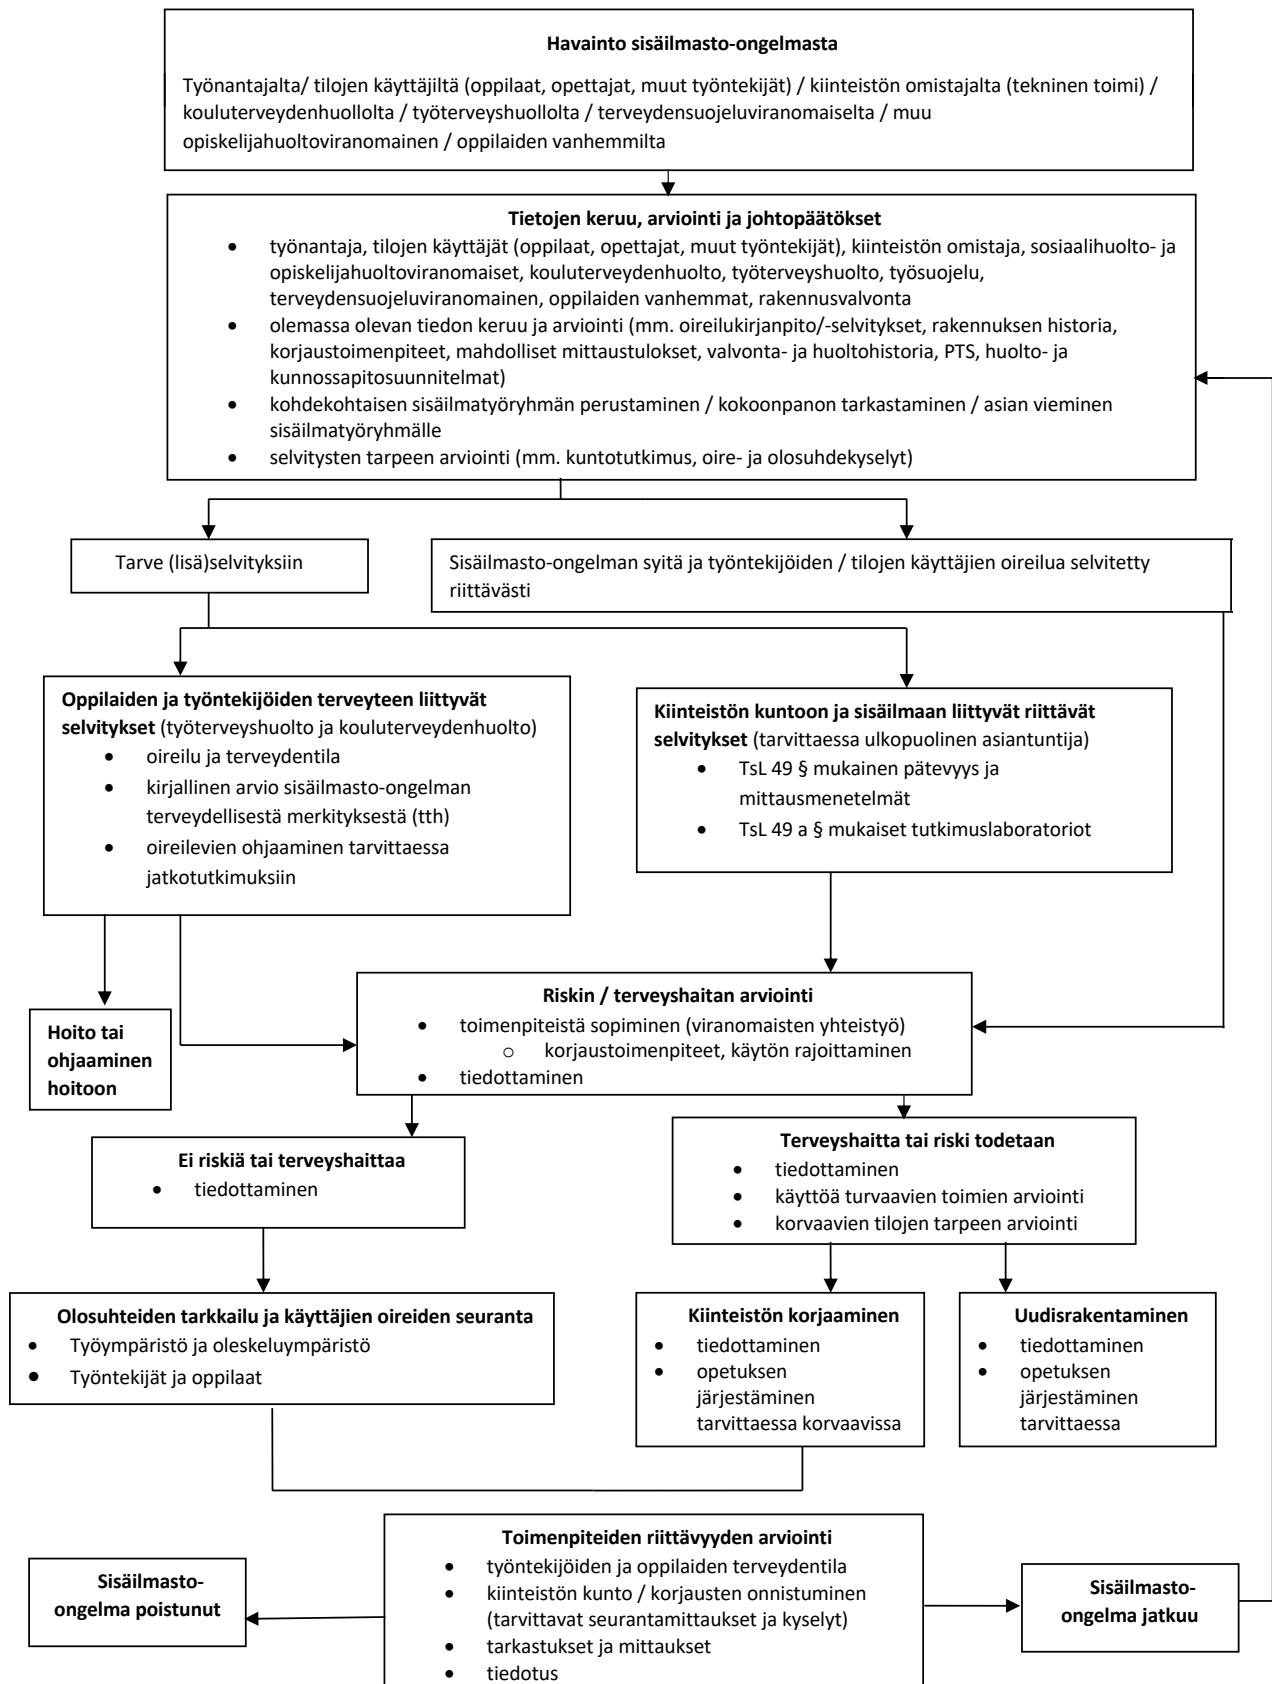 Havainto sisäilmasto-ongelmasta
Työnantajalta/ tilojen käyttäjiltä (oppilaat, opettajat, muut työntekijät) / kiinteistön omistajalta (tekninen toimi) /
kouluterveydenhuollolta / työterveyshuollolta / terveydensuojeluviranomaiselta / muu
opiskelijahuoltoviranomainen / oppilaiden vanhemmilta
Tietojen keruu, arviointi ja johtopäätökset
• työnantaja, tilojen käyttäjät (oppilaat, opettajat, muut työntekijät), kiinteistön omistaja, sosiaalihuolto- ja
opiskelijahuoltoviranomaiset, kouluterveydenhuolto, työterveyshuolto, työsuojelu,
terveydensuojeluviranomainen, oppilaiden vanhemmat, rakennusvalvonta
• olemassa olevan tiedon keruu ja arviointi (mm. oireilukirjanpito/-selvitykset, rakennuksen historia,
korjaustoimenpiteet, mahdolliset mittaustulokset, valvonta- ja huoltohistoria, PTS, huolto- ja
kunnossapitosuunnitelmat)
• kohdekohtaisen sisäilmatyöryhmän perustaminen / kokoonpanon tarkastaminen / asian vieminen
sisäilmatyöryhmälle
• selvitysten tarpeen arviointi (mm. kuntotutkimus, oire- ja olosuhdekyselyt)
Tarve (lisä)selvityksiin
Sisäilmasto-ongelman syitä ja työntekijöiden / tilojen käyttäjien oireilua selvitetty
riittävästi
Oppilaiden ja työntekijöiden terveyteen liittyvät
selvitykset (työterveyshuolto ja kouluterveydenhuolto)
• oireilu ja terveydentila
• kirjallinen arvio sisäilmasto-ongelman
terveydellisestä merkityksestä (tth)
• oireilevien ohjaaminen tarvittaessa
jatkotutkimuksiin
Kiinteistön kuntoon ja sisäilmaan liittyvät riittävät
selvitykset (tarvittaessa ulkopuolinen asiantuntija)
• TsL 49 § mukainen pätevyys ja
mittausmenetelmät
• TsL 49 a § mukaiset tutkimuslaboratoriot
Hoito tai
ohjaaminen
hoitoon
Riskin / terveyshaitan arviointi
• toimenpiteistä sopiminen (viranomaisten yhteistyö)
o korjaustoimenpiteet, käytön rajoittaminen
• tiedottaminen
Ei riskiä tai terveyshaittaa
• tiedottaminen
Terveyshaitta tai riski todetaan
• tiedottaminen
• käyttöä turvaavien toimien arviointi
• korvaavien tilojen tarpeen arviointi
Olosuhteiden tarkkailu ja käyttäjien oireiden seuranta
• Työympäristö ja oleskeluympäristö
• Työntekijät ja oppilaat
Kiinteistön korjaaminen
• tiedottaminen
• opetuksen
järjestäminen
tarvittaessa korvaavissa
Uudisrakentaminen
• tiedottaminen
• opetuksen
järjestäminen
tarvittaessa
Toimenpiteiden riittävyyden arviointi
• työntekijöiden ja oppilaiden terveydentila
• kiinteistön kunto / korjausten onnistuminen
(tarvittavat seurantamittaukset ja kyselyt)
• tarkastukset ja mittaukset
• tiedotus
Sisäilmasto-
ongelma poistunut
Sisäilmasto-
ongelma jatkuu